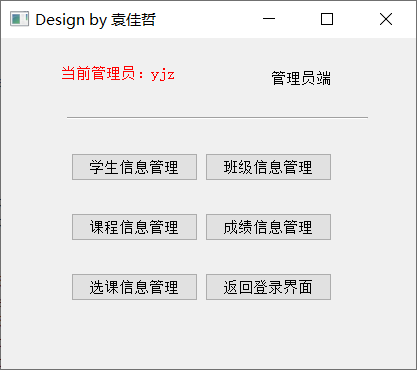 Design by 袁佳哲
当前管理员：yjz 管理员端
学生信息管理 班级信息管理
课程信息管理 成绩信息管理
选课信息管理 返回登录界面